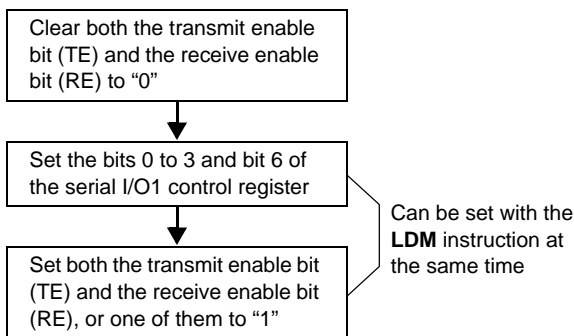 Clear both the transmit enable
bit (TE) and the receive enable
bit (RE) to “0”
Set the bits 0 to 3 and bit 6 of
the serial I/O1 control register
Can be set with the
LDM instruction at
the same time
Set both the transmit enable bit
(TE) and the receive enable bit
(RE), or one of them to “1”